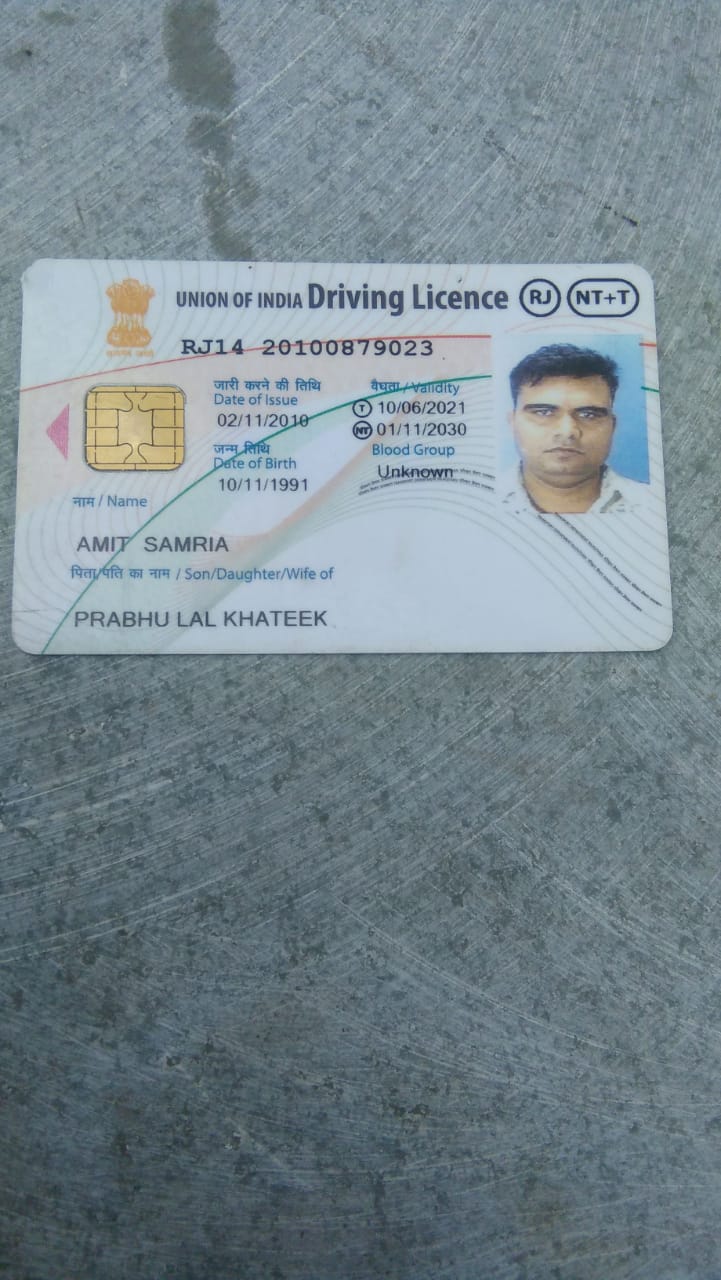 UNION OF INDIA Driving Licence RJ NT+T
RJ14 20100879023
जारी करने की तिथि
Date of Issue
02/11/2010
वैधता / Validity
T 10/06/2021
NT 01/11/2030
जन्म तिथि
Date of Birth
10/11/1991
Blood Group
Unknown
नाम / Name
AMIT SAMRIA
पिता/पति का नाम / Son/Daughter/Wife of
PRABHU LAL KHATEEK